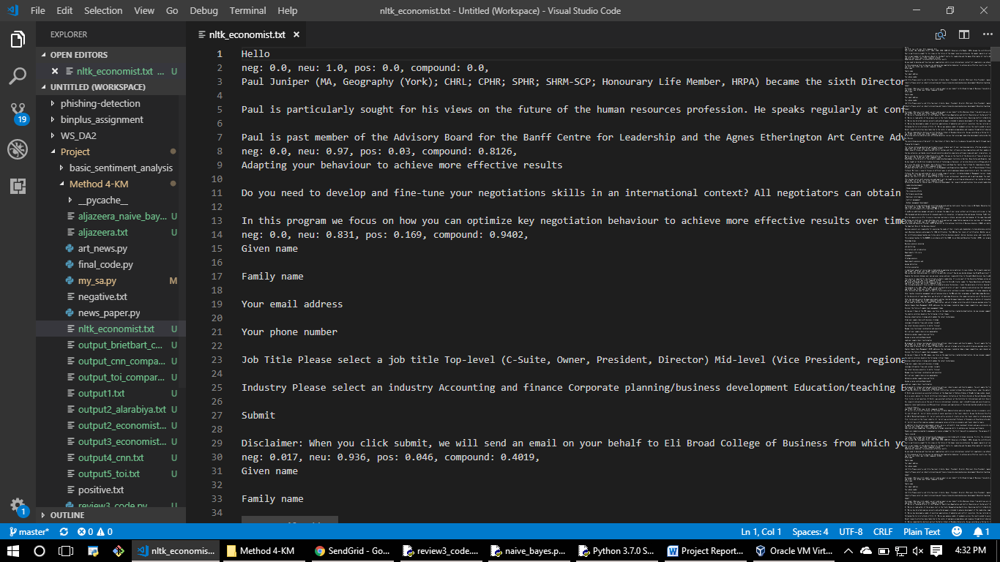 File Edit Selection View Go Debug Terminal Help
nltk_economist.txt - Untitled (Workspace) - Visual Studio Code
EXPLORER
OPEN EDITORS
nltk_economist.txt ... U
UNTITLED (WORKSPACE)
phishing-detection
binplus_assignment
WS_DA2
Project
basic_sentiment_analysis
Method 4-KM
__pycache__
aljazeera_naive_bay... U
aljazeera.txt U
art_news.py
final_code.py
my_sa.py M
negative.txt
news_paper.py
nltk_economist.txt U
output_brietbart_c... U
output_cnn_compa... U
output_toi_compar... U
output1.txt U
output2_alarabiya.txt U
output2_economist... U
output3_economist... U
output4_cnn.txt U
output5_toi.txt U
positive.txt
review3_code.py U
OUTLINE
19
1
nltk_economist.txt
1 Hello
2 neg: 0.0, neu: 1.0, pos: 0.0, compound: 0.0,
3 Paul Juniper (MA, Geography (York); CHRL; CPHR; SPHR; SHRM-SCP; Honourary Life Member, HRPA) became the sixth Director
4
5 Paul is particularly sought for his views on the future of the human resources profession. He speaks regularly at conf
6
7 Paul is past member of the Advisory Board for the Banff Centre for Leadership and the Agnes Etherington Art Centre Adv
8 neg: 0.0, neu: 0.97, pos: 0.03, compound: 0.8126,
9 Adapting your behaviour to achieve more effective results
10
11 Do you need to develop and fine-tune your negotiations skills in an international context? All negotiators can obtain
12
13 In this program we focus on how you can optimize key negotiation behaviour to achieve more effective results over time
14 neg: 0.0, neu: 0.831, pos: 0.169, compound: 0.9402,
15 Given name
16
17 Family name
18
19 Your email address
20
21 Your phone number
22
23 Job Title Please select a job title Top-level (C-Suite, Owner, President, Director) Mid-level (Vice President, regiona
24
25 Industry Please select an industry Accounting and finance Corporate planning/business development Education/teaching
26
27 Submit
28
29 Disclaimer: When you click submit, we will send an email on your behalf to Eli Broad College of Business from which yo
30 neg: 0.017, neu: 0.936, pos: 0.046, compound: 0.4019,
31 Given name
32
33 Family name
34
master* 0 0
Ln 1, Col 1 Spaces: 4 UTF-8 CRLF Plain Text 1
nltk_economis... Method 4-KM SendGrid - Go... review3_code.... naive_bayes.p... Python 3.7.0 S... Project Report... Oracle VM Virt... 4:32 PM